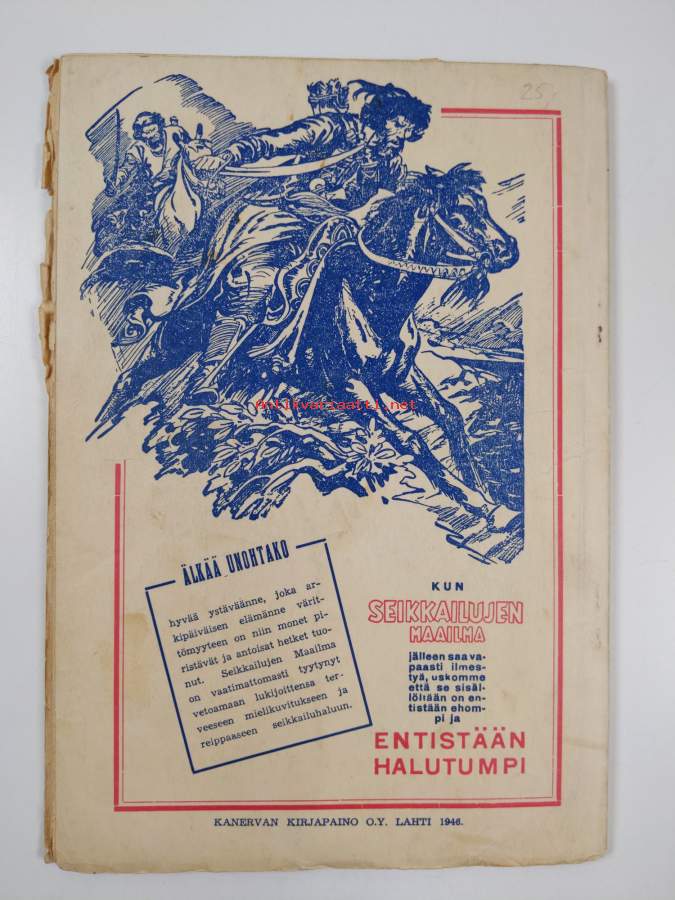 25,
Antikvariaatti.net
ÄLKÄÄ UNOHTAKO
hyvää ystäväänne, joka ar-
kipäiväisen elämänne värit-
tömyyteen on niin monet pi-
ristävät ja antoisat hetket tuo-
nut. Seikkailujen Maailma
on vaatimattomasti tyytynyt
vetoamaan lukijoittensa ter-
veeseen mielikuvitukseen ja
reippaaseen seikkailuhaluun.
KUN
SEIKKAILUJEN
MAAILMA
jälleen saa va-
paasti ilmes-
tyä, uskomme
että se sisäl-
löltään on en-
tistään ehom-
pi ja
ENTISTÄÄN
HALUTUMPI
KANERVAN KIRJAPAINO O.Y. LAHTI 1946.